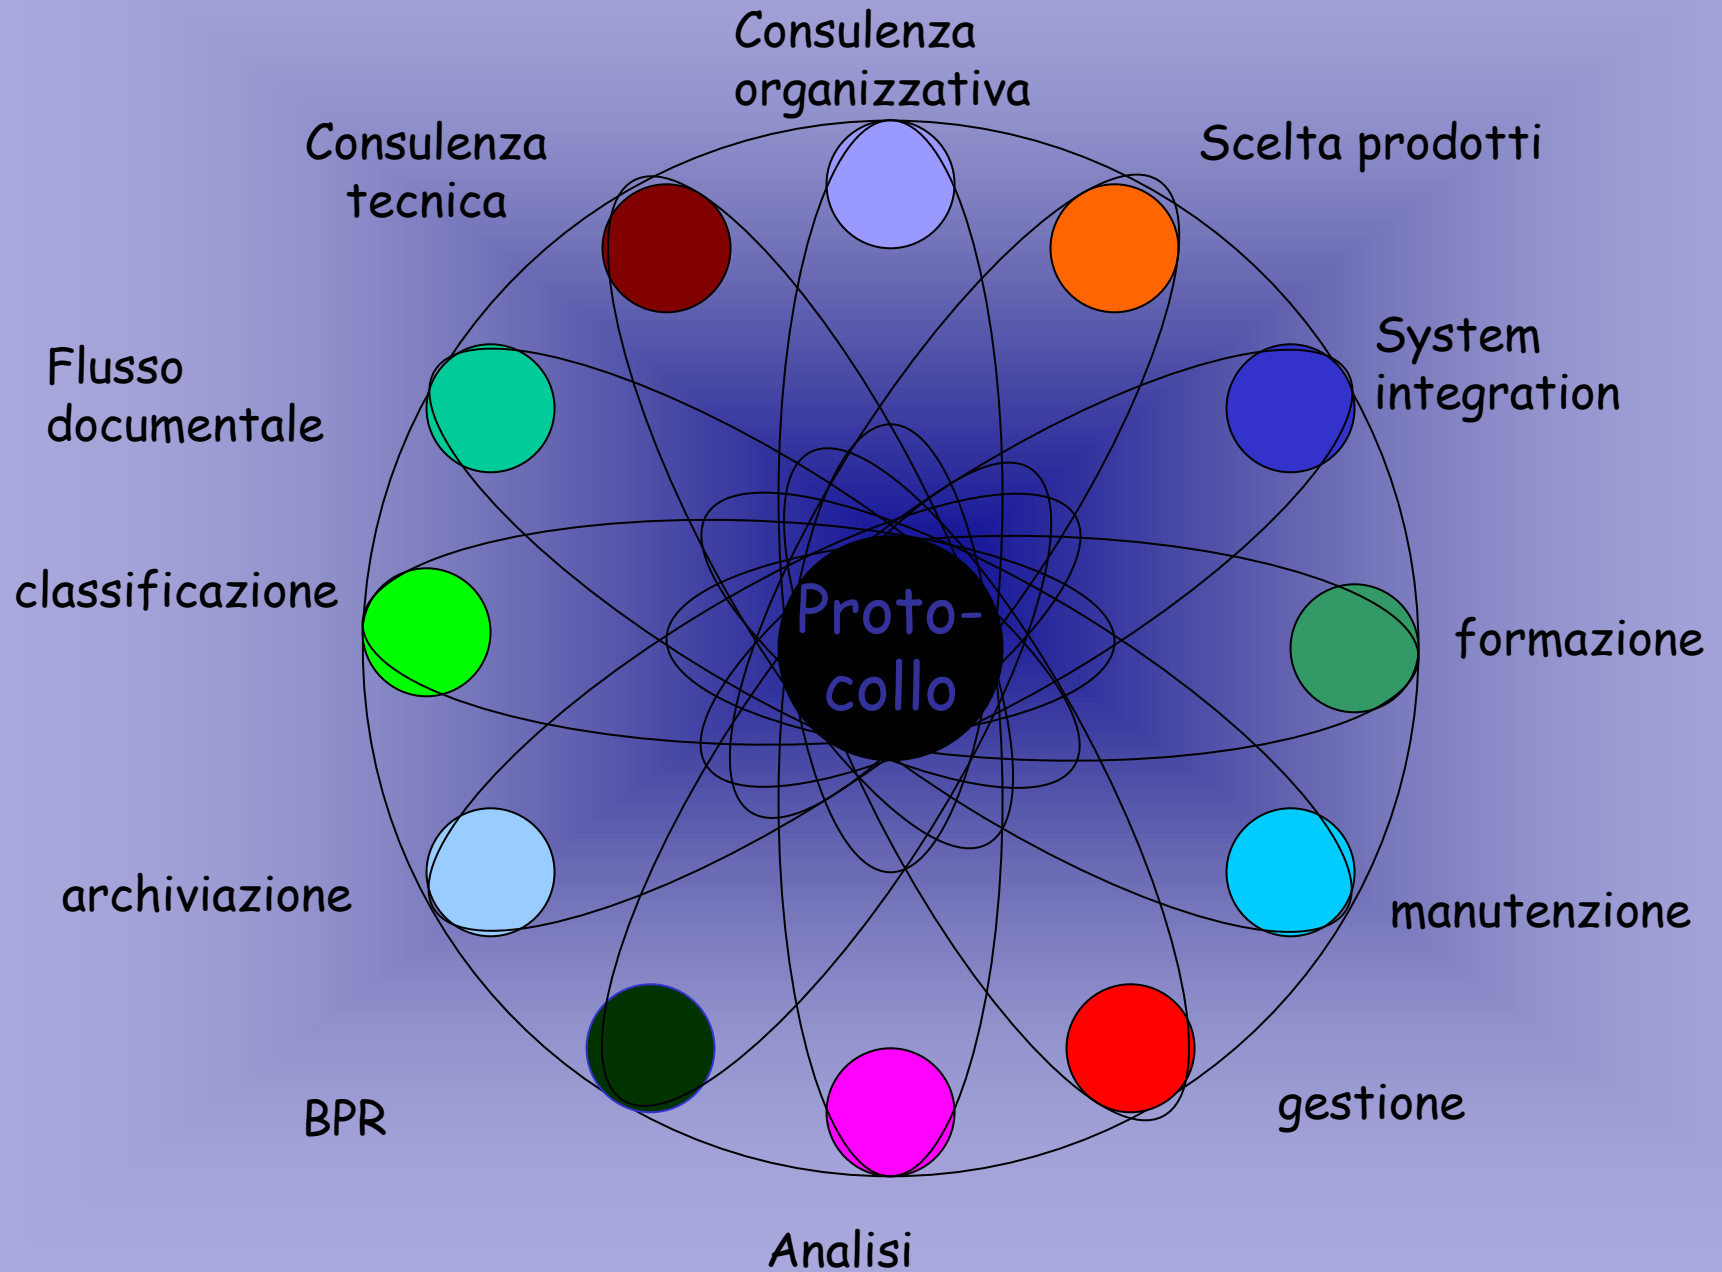 Consulenza
organizzativa
Consulenza
tecnica
Scelta prodotti
System
integration
Flusso
documentale
classificazione
Proto-
collo
formazione
archiviazione
manutenzione
BPR
gestione
Analisi